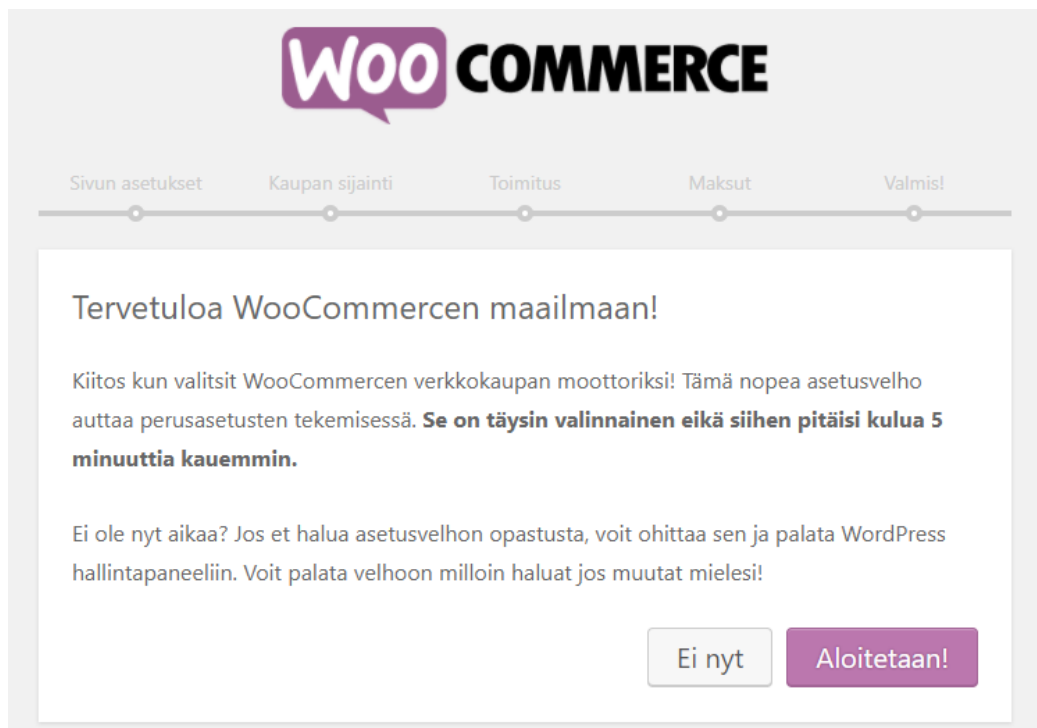 WOO COMMERCE
Sivun asetukset Kaupan sijainti Toimitus Maksut Valmis!
Tervetuloa WooCommercen maailmaan!
Kiitos kun valitsit WooCommercen verkkokaupan moottoriksi! Tämä nopea asetusvelho
auttaa perusasetusten tekemisessä. Se on täysin valinnainen eikä siihen pitäisi kulua 5
minuuttia kauemmin.
Ei ole nyt aikaa? Jos et halua asetusvelhon opastusta, voit ohittaa sen ja palata WordPress
hallintapaneeliin. Voit palata velhoon milloin haluat jos muutat mielesi!
Ei nyt Aloitetaan!